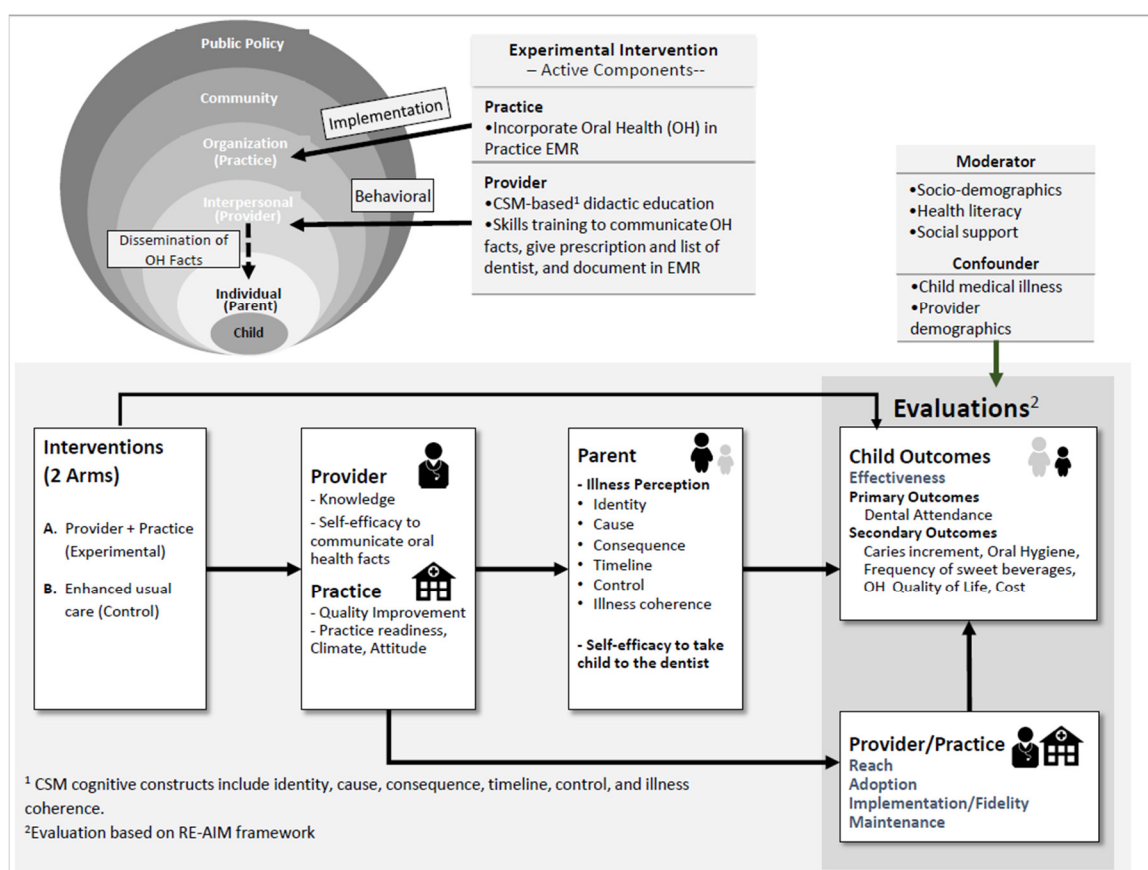 Public Policy
Community
Organization
(Practice)
Interpersonal
(Provider)
Individual
(Parent)
Child
Implementation
Behavioral
Dissemination of
OH Facts
Experimental Intervention
– Active Components--
Practice
•Incorporate Oral Health (OH) in
Practice EMR
Provider
•CSM-based1 didactic education
•Skills training to communicate OH
facts, give prescription and list of
dentist, and document in EMR
Moderator
•Socio-demographics
•Health literacy
•Social support
Confounder
•Child medical illness
•Provider
demographics
Interventions
(2 Arms)
A. Provider + Practice
(Experimental)
B. Enhanced usual
care (Control)
Provider
- Knowledge
- Self-efficacy to
communicate oral
health facts
Practice
- Quality Improvement
- Practice readiness,
Climate, Attitude
Parent
- Illness Perception
• Identity
• Cause
• Consequence
• Timeline
• Control
• Illness coherence
- Self-efficacy to take
child to the dentist
Evaluations2
Child Outcomes
Effectiveness
Primary Outcomes
Dental Attendance
Secondary Outcomes
Caries increment, Oral Hygiene,
Frequency of sweet beverages,
OH Quality of Life, Cost
Provider/Practice
Reach
Adoption
Implementation/Fidelity
Maintenance
1 CSM cognitive constructs include identity, cause, consequence, timeline, control, and illness
coherence.
2Evaluation based on RE-AIM framework